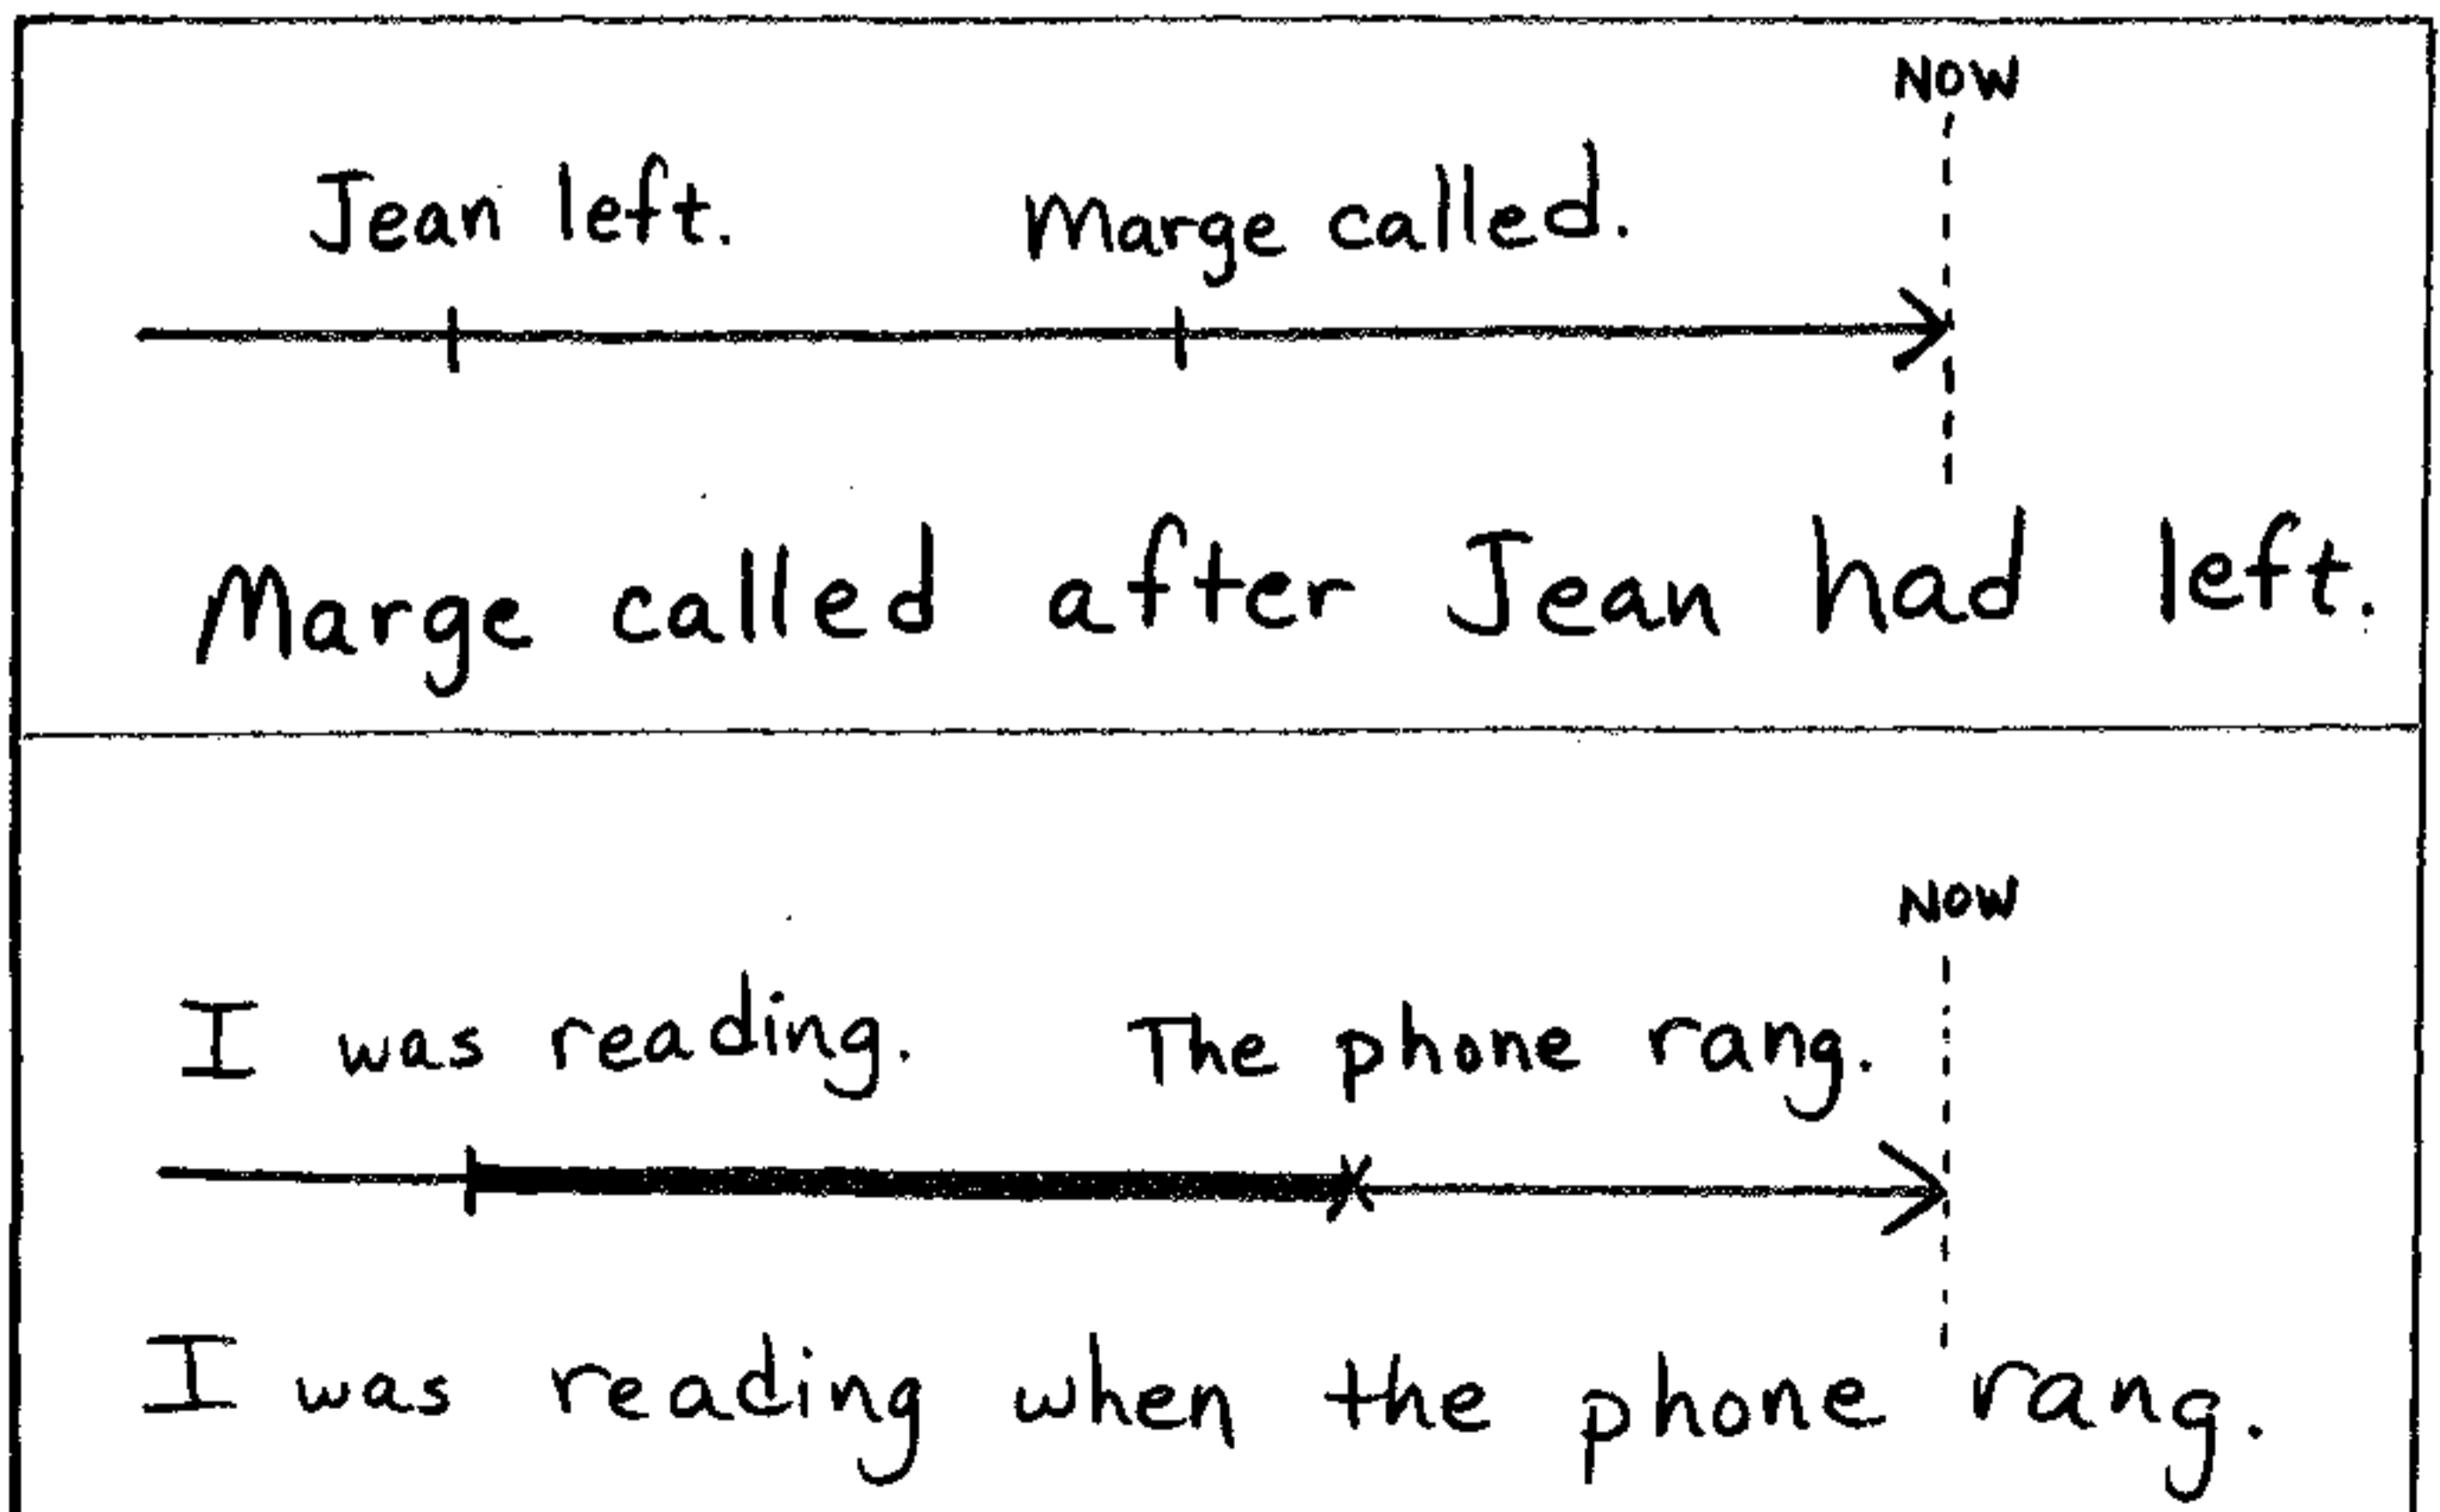 NOW
Jean left. Marge called.
Marge called after Jean had left.
NOW
I was reading. The phone rang.
I was reading when the phone rang.